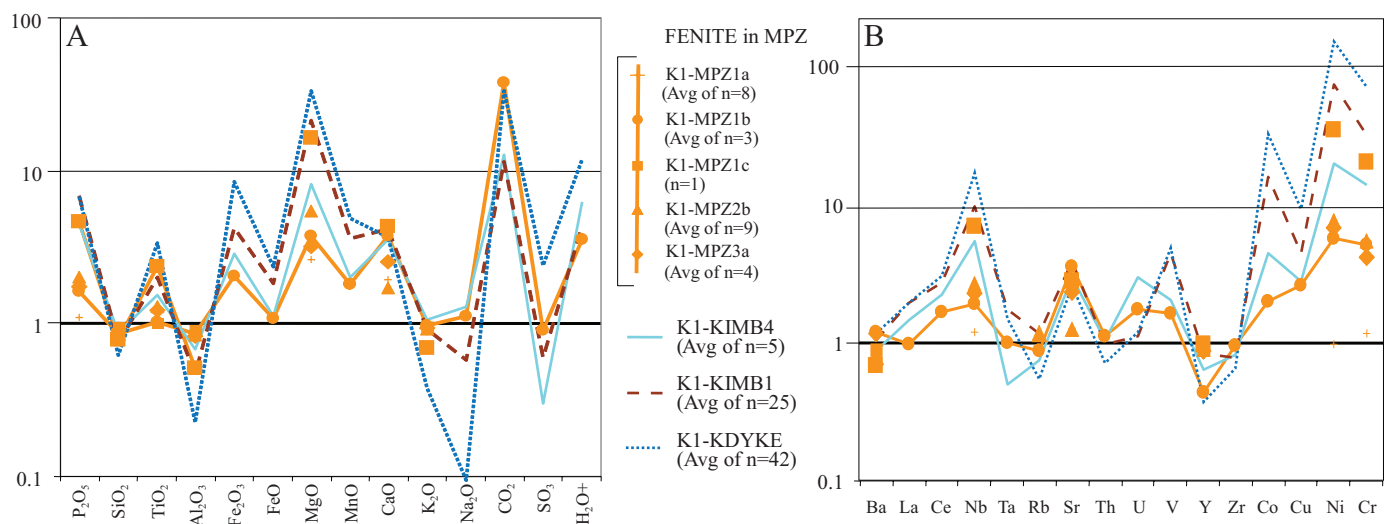 A
100
10
1
0.1
P₂O₅
SiO₂
TiO₂
Al₂O₃
Fe₂O₃
FeO
MgO
MnO
CaO
K₂O
Na₂O
CO₂
SO₃
H₂O+
FENITE in MPZ
K1-MPZ1a
(Avg of n=8)
K1-MPZ1b
(Avg of n=3)
K1-MPZ1c
(n=1)
K1-MPZ2b
(Avg of n=9)
K1-MPZ3a
(Avg of n=4)
K1-KIMB4
(Avg of n=5)
K1-KIMB1
(Avg of n=25)
K1-KDYKE
(Avg of n=42)
B
100
10
1
0.1
Ba La Ce Nb Ta Rb Sr Th U V Y Zr Co Cu Ni Cr